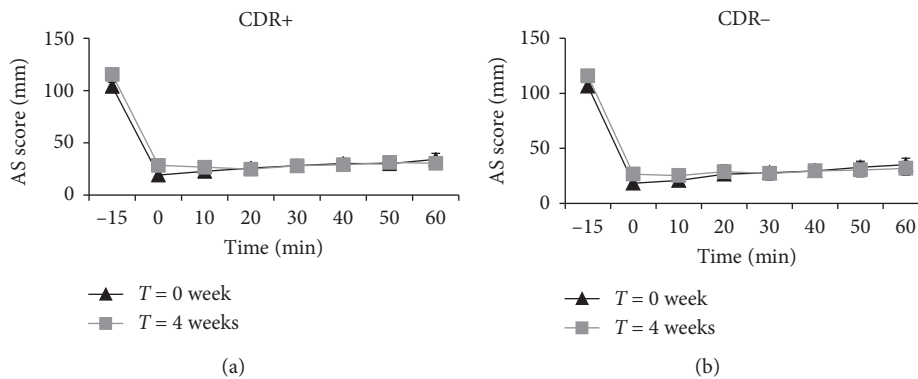 CDR+
150
100
50
0
AS score (mm)
−15 0 10 20 30 40 50 60
Time (min)
T = 0 week
T = 4 weeks
(a)
CDR–
150
100
50
0
AS score (mm)
−15 0 10 20 30 40 50 60
Time (min)
T = 0 week
T = 4 weeks
(b)